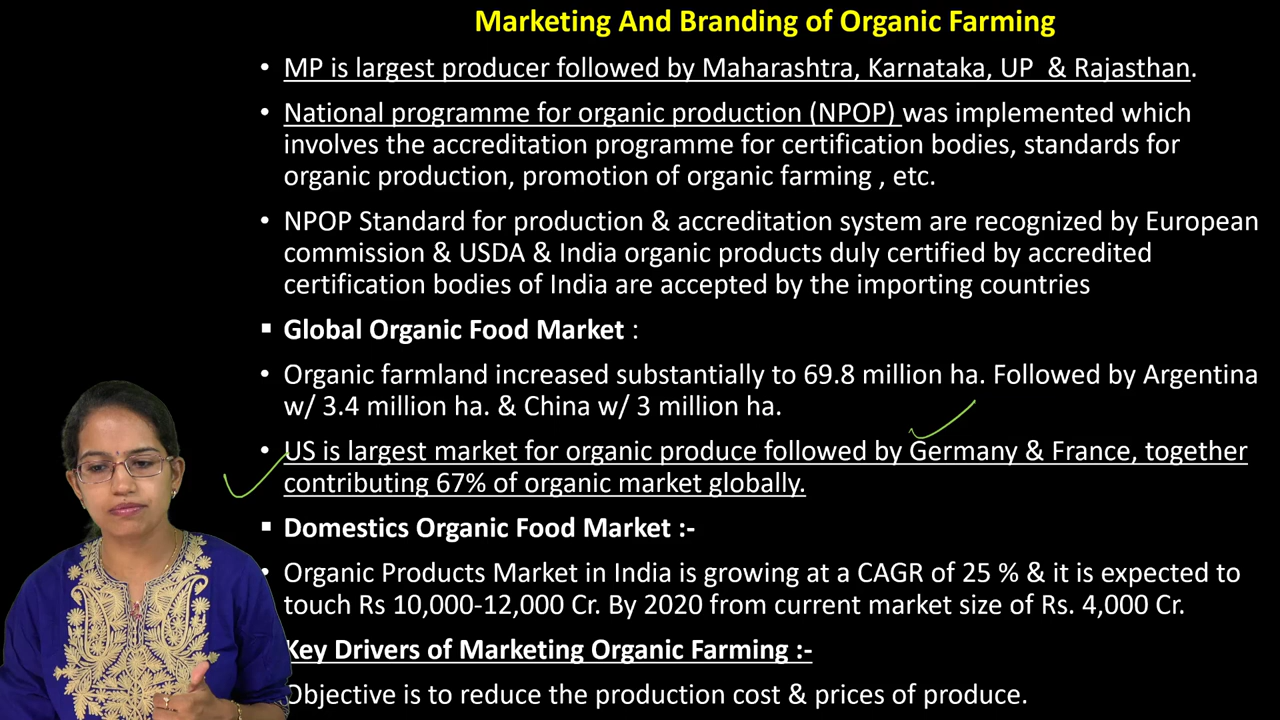 Marketing And Branding of Organic Farming
• MP is largest producer followed by Maharashtra, Karnataka, UP & Rajasthan.
• National programme for organic production (NPOP) was implemented which
involves the accreditation programme for certification bodies, standards for
organic production, promotion of organic farming , etc.
• NPOP Standard for production & accreditation system are recognized by European
commission & USDA & India organic products duly certified by accredited
certification bodies of India are accepted by the importing countries
▪ Global Organic Food Market :
• Organic farmland increased substantially to 69.8 million ha. Followed by Argentina
w/ 3.4 million ha. & China w/ 3 million ha.
• US is largest market for organic produce followed by Germany & France, together
contributing 67% of organic market globally.
▪ Domestics Organic Food Market :-
• Organic Products Market in India is growing at a CAGR of 25 % & it is expected to
touch Rs 10,000-12,000 Cr. By 2020 from current market size of Rs. 4,000 Cr.
Key Drivers of Marketing Organic Farming :-
Objective is to reduce the production cost & prices of produce.